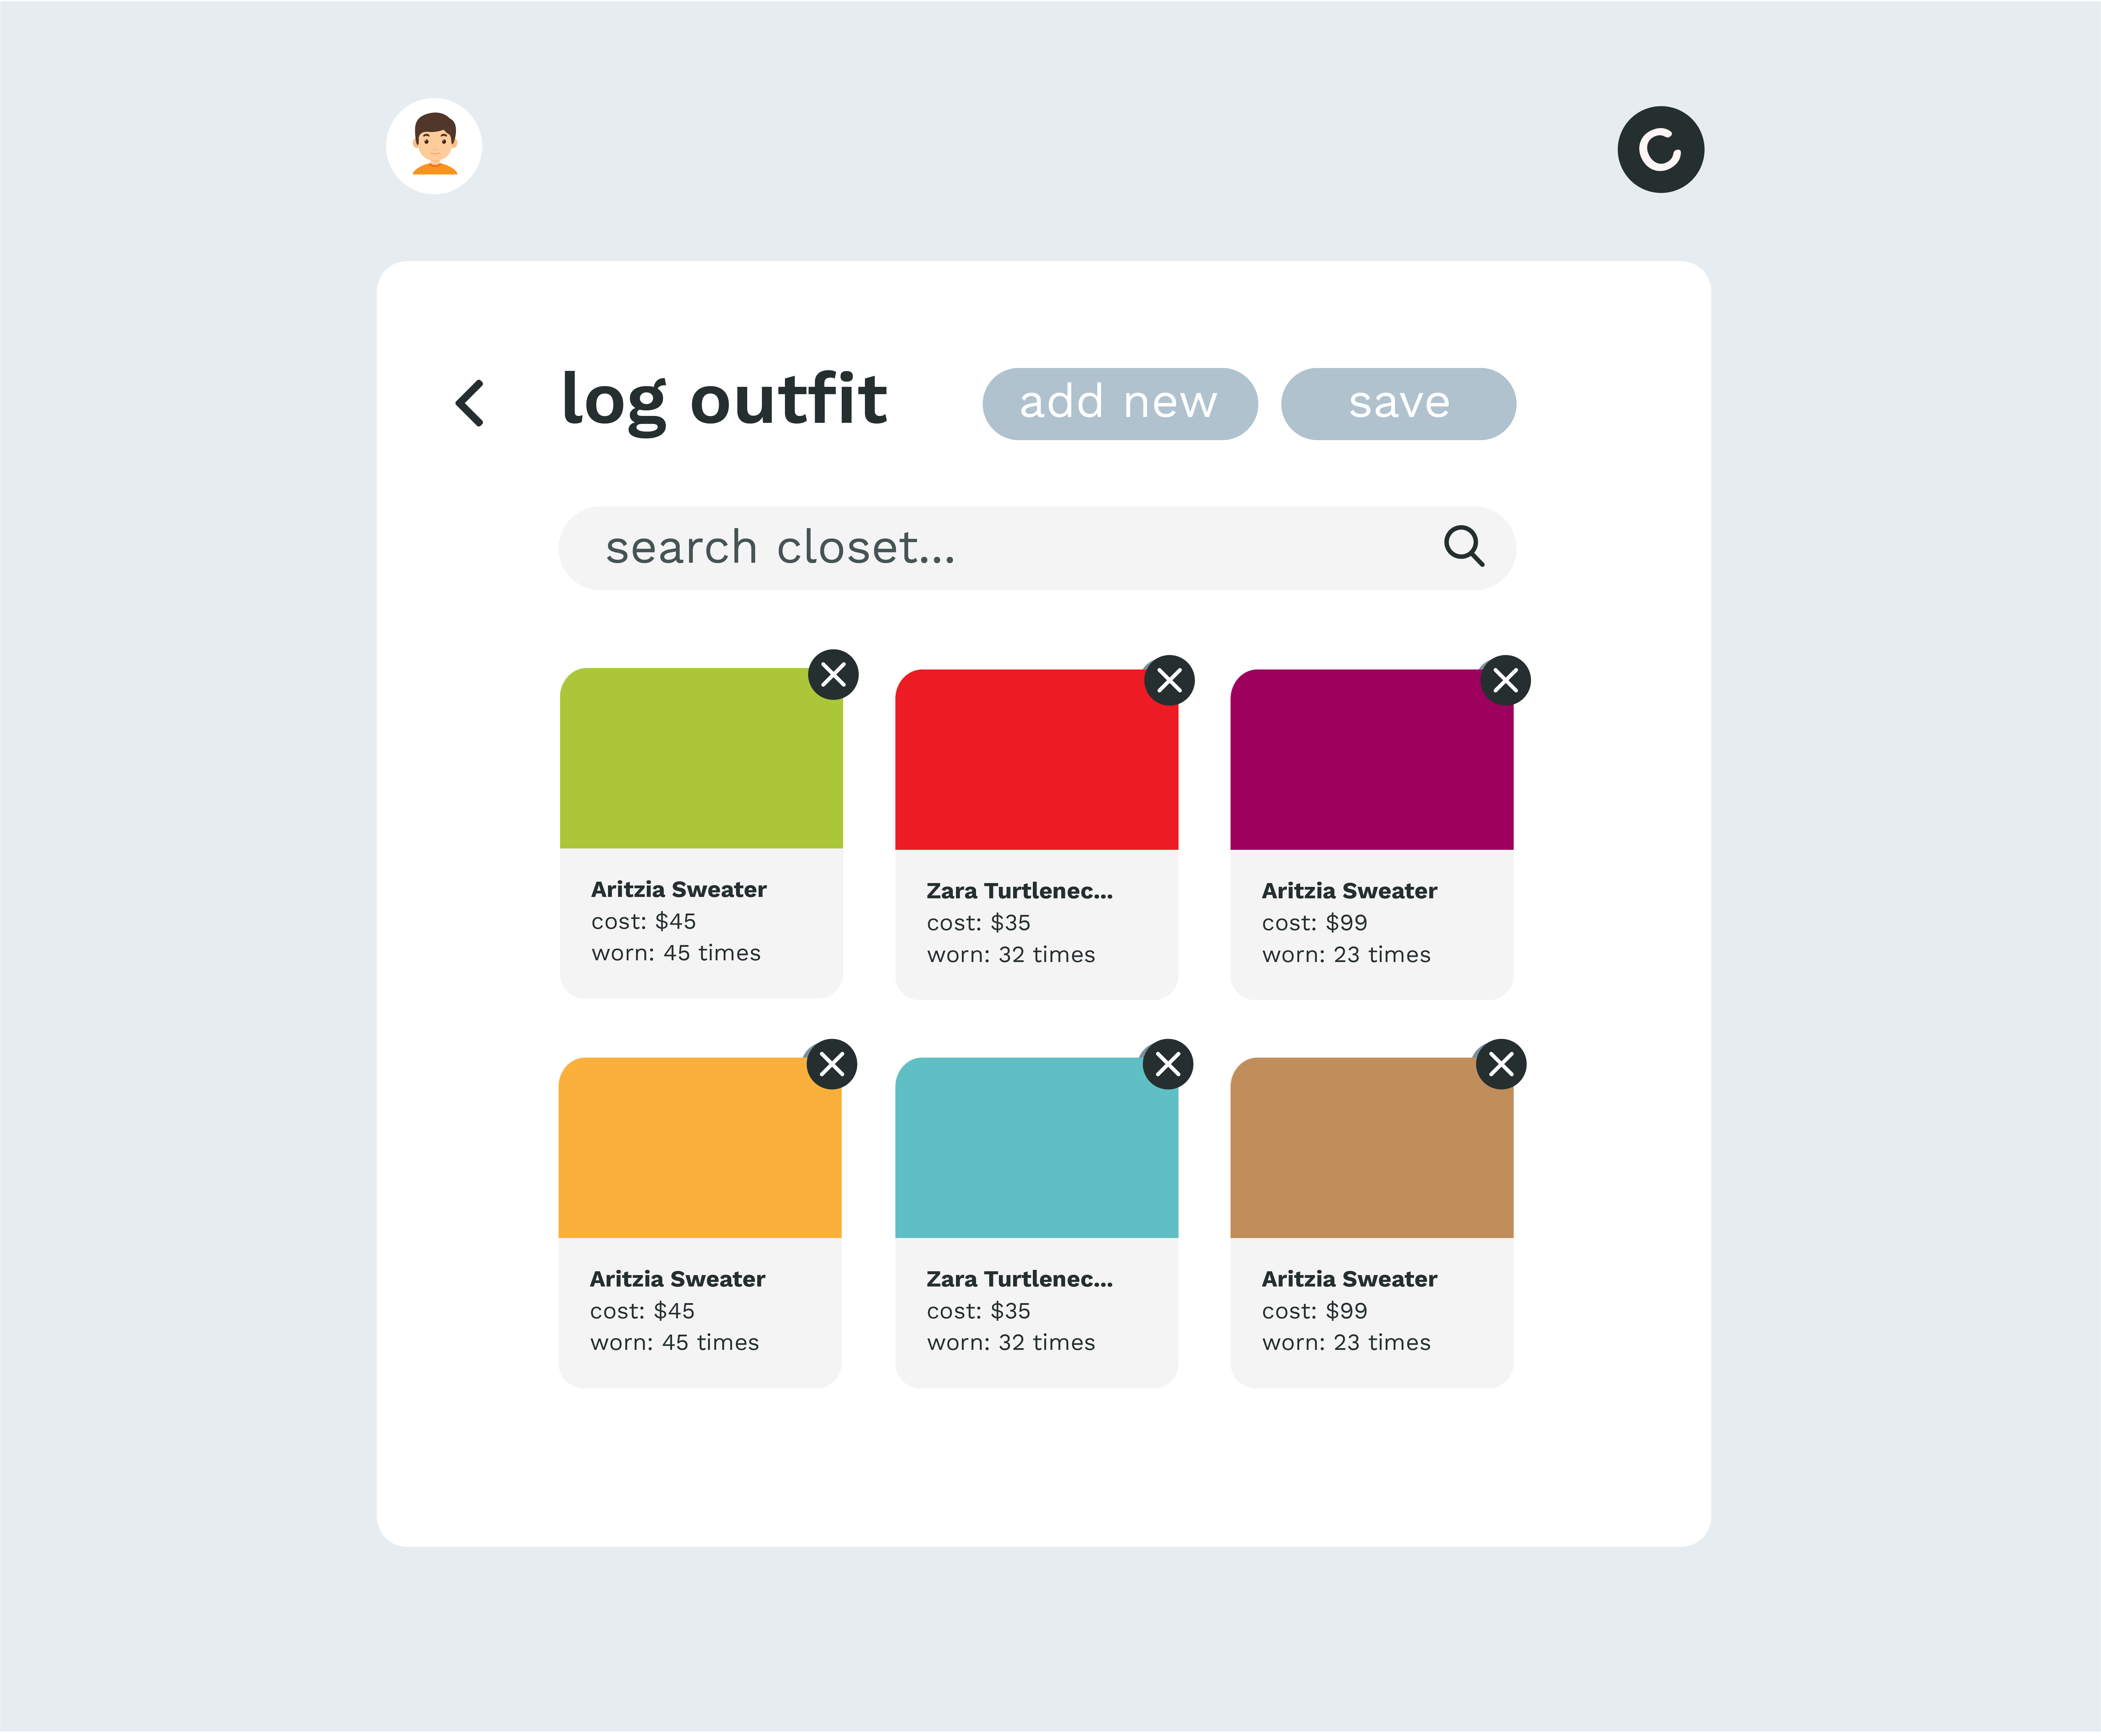 C
log outfit
add new
save
search closet...
Aritzia Sweater
cost: $45
worn: 45 times
Zara Turtlenec...
cost: $35
worn: 32 times
Aritzia Sweater
cost: $99
worn: 23 times
Aritzia Sweater
cost: $45
worn: 45 times
Zara Turtlenec...
cost: $35
worn: 32 times
Aritzia Sweater
cost: $99
worn: 23 times